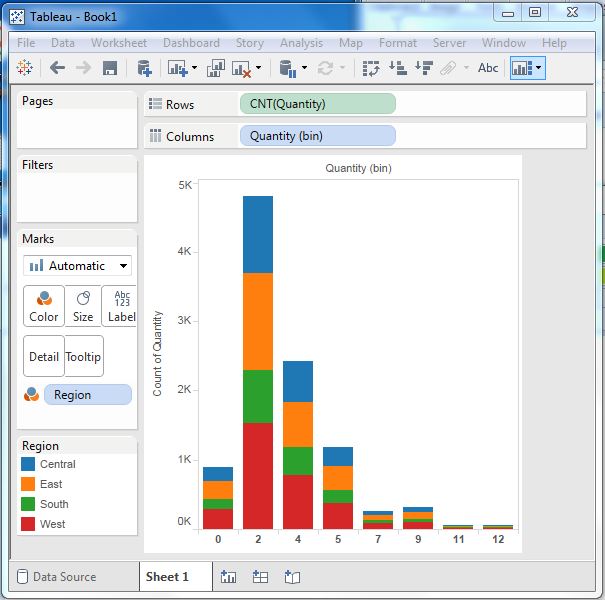 Tableau - Book1
File Data Worksheet Dashboard Story Analysis Map Format Server Window Help
Abc
Pages
Rows CNT(Quantity)
Columns Quantity (bin)
Filters
Marks
Automatic
Color Size Abc 123 Label
Detail Tooltip
Region
Region
Central
East
South
West
Quantity (bin)
Count of Quantity
5K
4K
3K
2K
1K
0K
0 2 4 5 7 9 11 12
Data Source Sheet 1